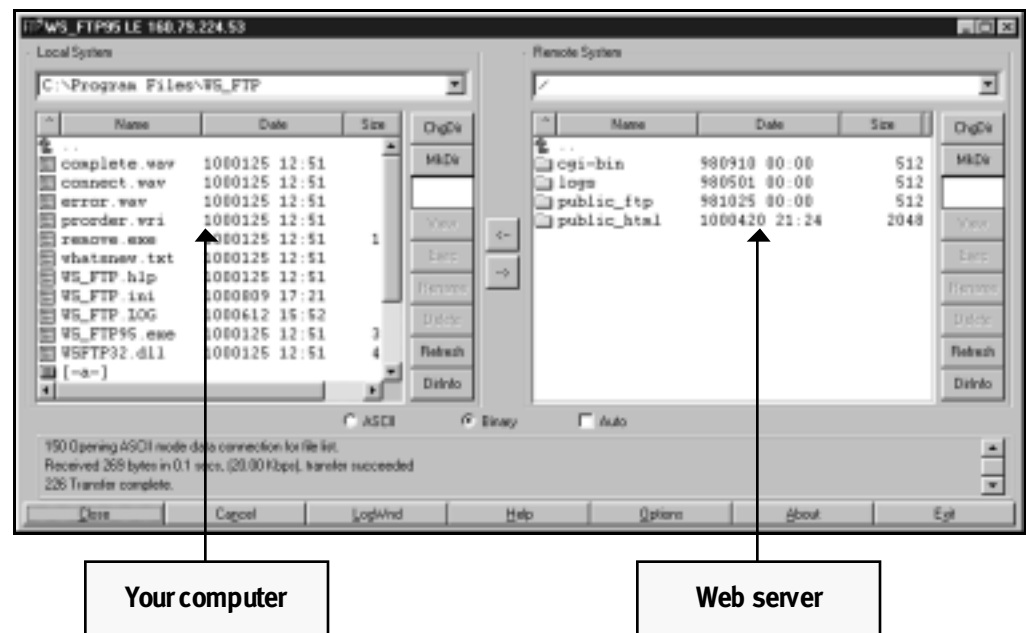 WS_FTP95 LE 160.79.224.53
Local System
C:\Program Files\WS_FTP
^ Name Date Size
..
complete.wav 1000125 12:51
connect.wav 1000125 12:51
error.wav 1000125 12:51
prorder.wri 1000125 12:51
remove.exe 1000125 12:51 1
whatsnew.txt 1000125 12:51
WS_FTP.hlp 1000125 12:51
WS_FTP.ini 1000809 17:21
WS_FTP.LOG 1000612 15:52
WS_FTP95.exe 1000125 12:51 3
WSFTP32.dll 1000125 12:51 4
[-a-]
ChgDir
MkDir
View
Exec
Rename
Delete
Refresh
DirInfo
<-
->
Remote System
/
^ Name Date Size
..
cgi-bin 980910 00:00 512
logs 980501 00:00 512
public_ftp 981025 00:00 512
public_html 1000420 21:24 2048
ChgDir
MkDir
View
Exec
Rename
Delete
Refresh
DirInfo
ASCII Binary Auto
150 Opening ASCII mode data connection for file list.
Received 269 bytes in 0.1 secs, (20.00 Kbps), transfer succeeded
226 Transfer complete.
Close Cancel LogWnd Help Options About Exit
Your computer
Web server